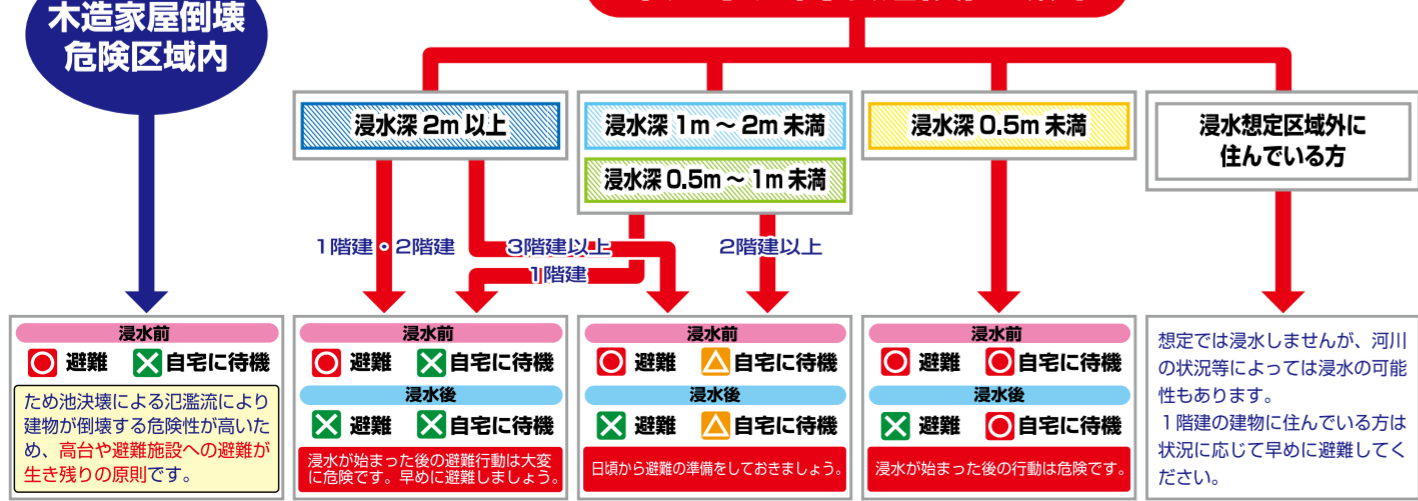 木造家屋倒壊
危険区域内
浸水深 2m 以上
浸水深 1m ～ 2m 未満
浸水深 0.5m ～ 1m 未満
浸水深 0.5m 未満
浸水想定区域外に
住んでいる方
1階建・2階建
3階建以上
1階建
2階建以上
浸水前
避難 自宅に待機
ため池決壊による氾濫流により
建物が倒壊する危険性が高いた
め、高台や避難施設への避難が
生き残りの原則です。
浸水前
避難 自宅に待機
浸水後
避難 自宅に待機
浸水が始まった後の避難行動は大変
に危険です。早めに避難しましょう。
浸水前
避難 自宅に待機
浸水後
避難 自宅に待機
日頃から避難の準備をしておきましょう。
浸水前
避難 自宅に待機
浸水後
避難 自宅に待機
浸水が始まった後の行動は危険です。
想定では浸水しませんが、河川
の状況等によっては浸水の可能
性もあります。
１階建の建物に住んでいる方は
状況に応じて早めに避難してく
ださい。